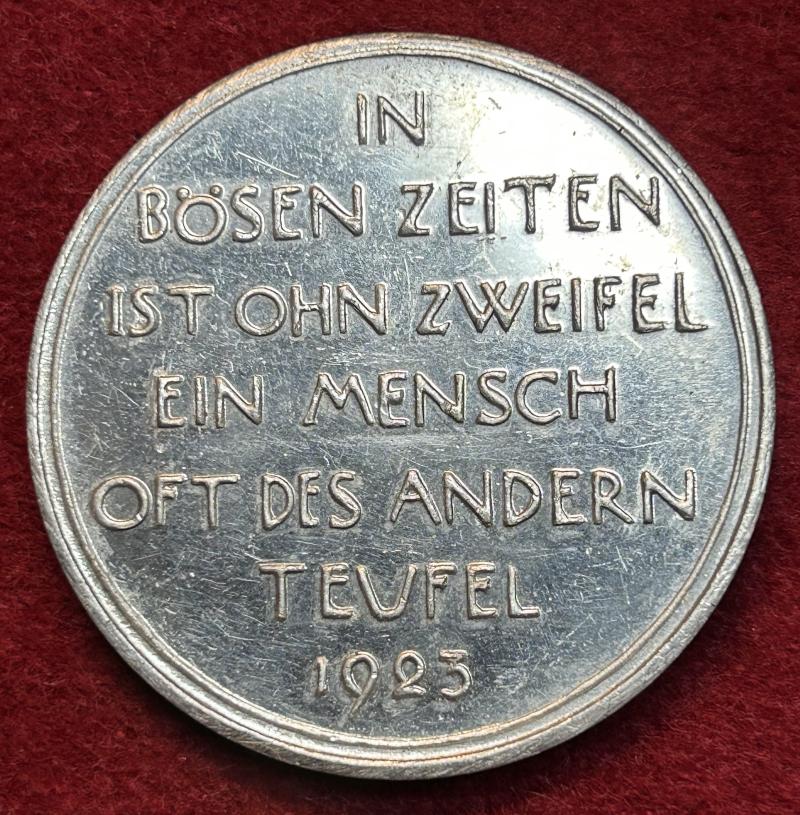 IN
BÖSEN ZEITEN
IST OHN ZWEIFEL
EIN MENSCH
OFT DES ANDERN
TEUFEL
1923